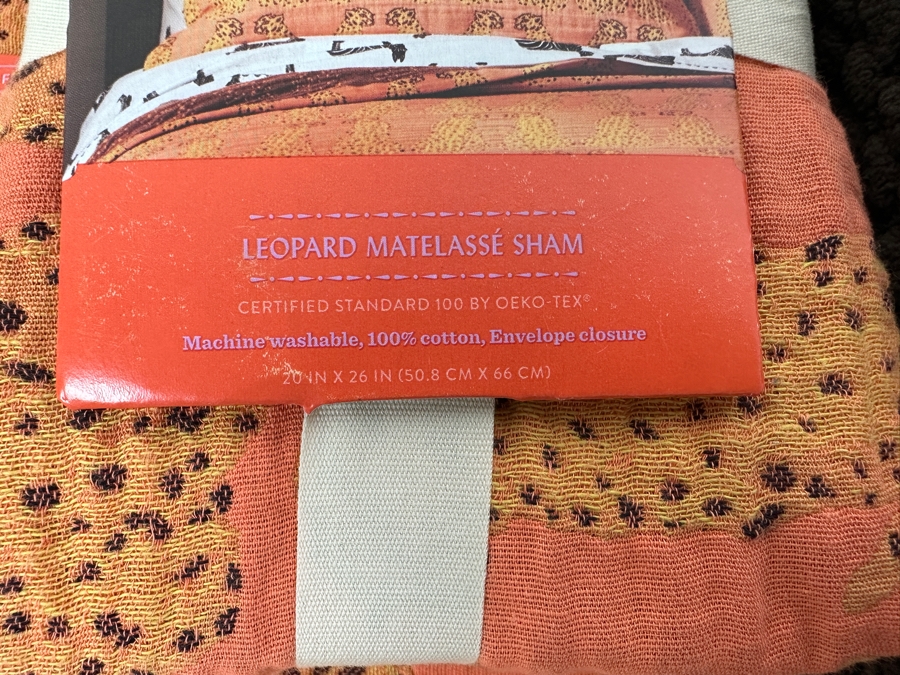 LEOPARD MATELASSÉ SHAM
CERTIFIED STANDARD 100 BY OEKO-TEX®
Machine washable, 100% cotton, Envelope closure
20 IN X 26 IN (50.8 CM X 66 CM)